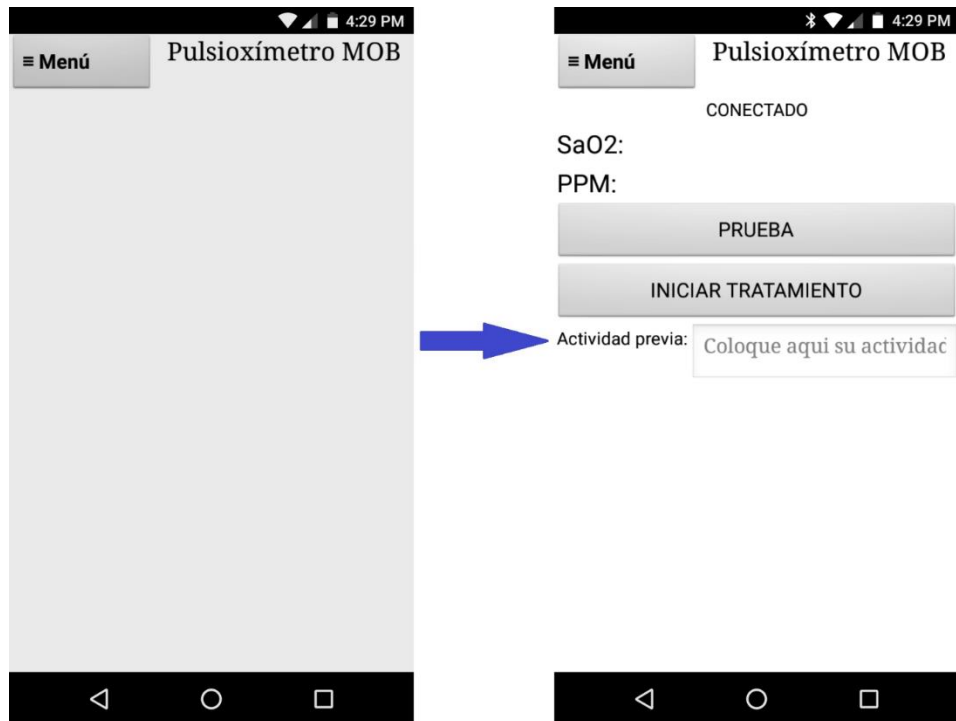 4:29 PM
≡ Menú
Pulsioxímetro MOB
4:29 PM
≡ Menú
Pulsioxímetro MOB
CONECTADO
SaO2:
PPM:
PRUEBA
INICIAR TRATAMIENTO
Actividad previa:
Coloque aqui su actividad